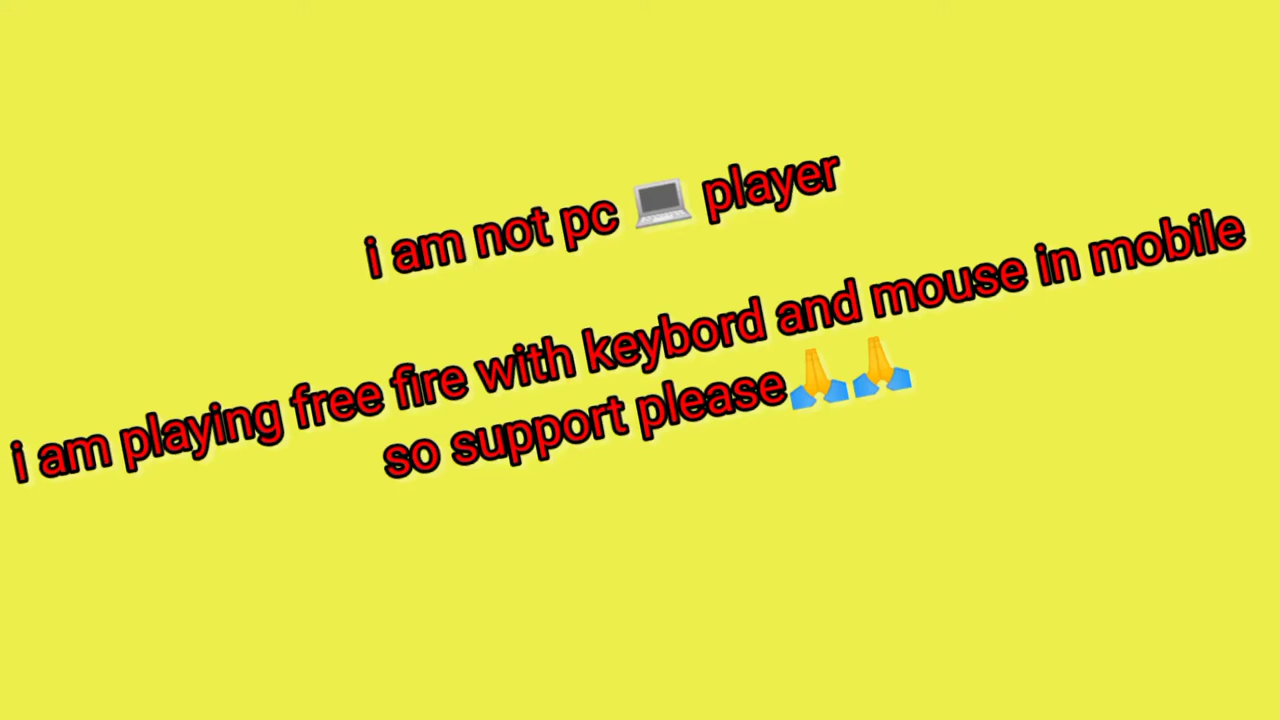 i am not pc 💻 player
i am playing free fire with keybord and mouse in mobile
so support please🙏🙏